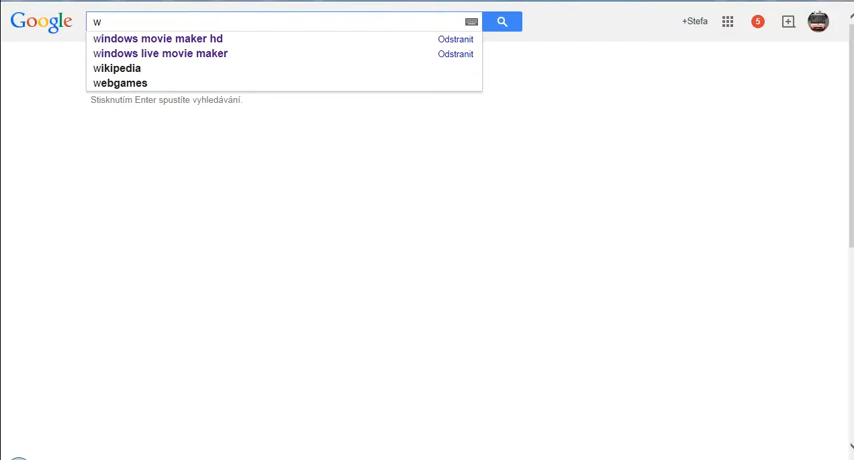 Google
w
+Stefa
5
windows movie maker hd Odstranit
windows live movie maker Odstranit
wikipedia
webgames
Stisknutím Enter spustíte vyhledávání.